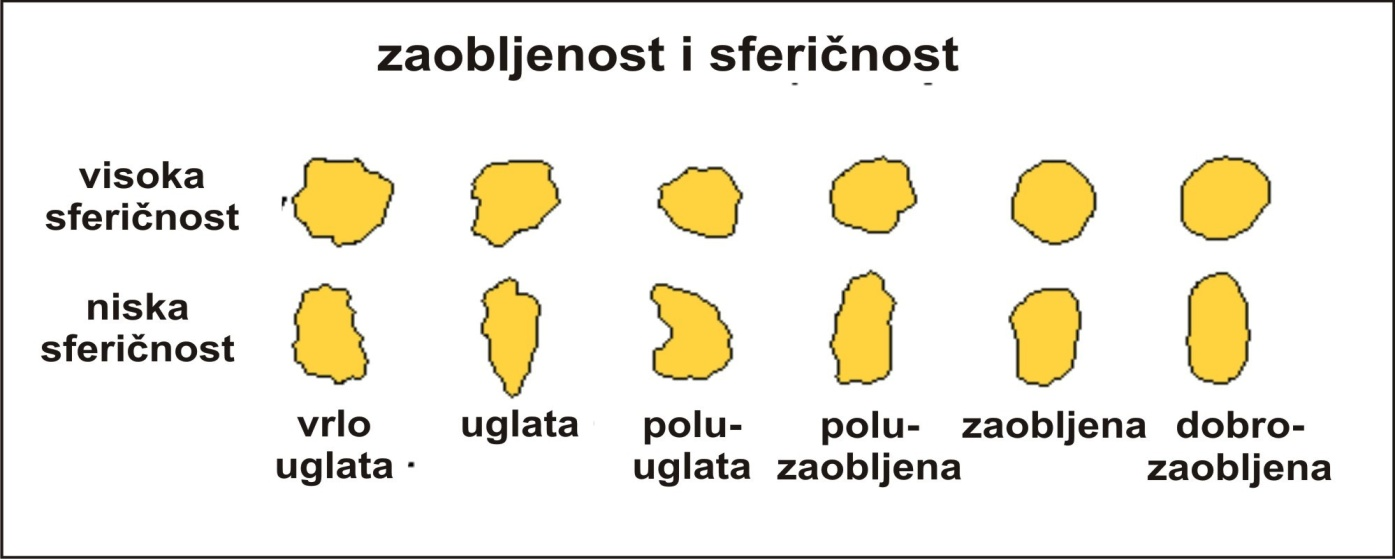 zaobljenost i sferičnost
visoka
sferičnost
niska
sferičnost
vrlo
uglata
uglata
polu-
uglata
polu-
zaobljena
zaobljena
dobro-
zaobljena